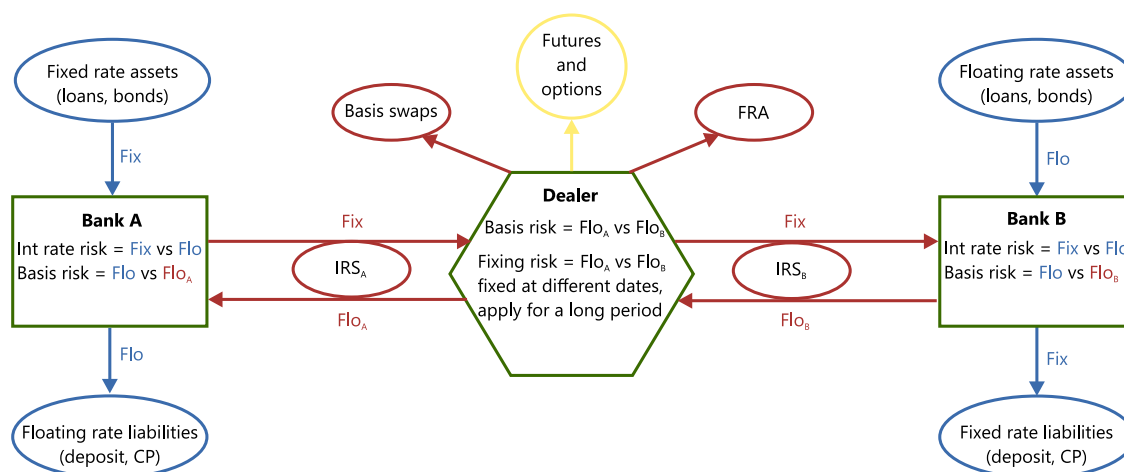 Fixed rate assets
(loans, bonds)
Fix
Bank A
Int rate risk = Fix vs Flo
Basis risk = Flo vs FloA
Flo
Floating rate liabilities
(deposit, CP)
Fix
IRSA
FloA
Basis swaps
Futures
and
options
FRA
Dealer
Basis risk = FloA vs FloB
Fixing risk = FloA vs FloB
fixed at different dates,
apply for a long period
Fix
IRSB
FloB
Floating rate assets
(loans, bonds)
Flo
Bank B
Int rate risk = Fix vs Flo
Basis risk = Flo vs FloB
Fix
Fixed rate liabilities
(deposit, CP)